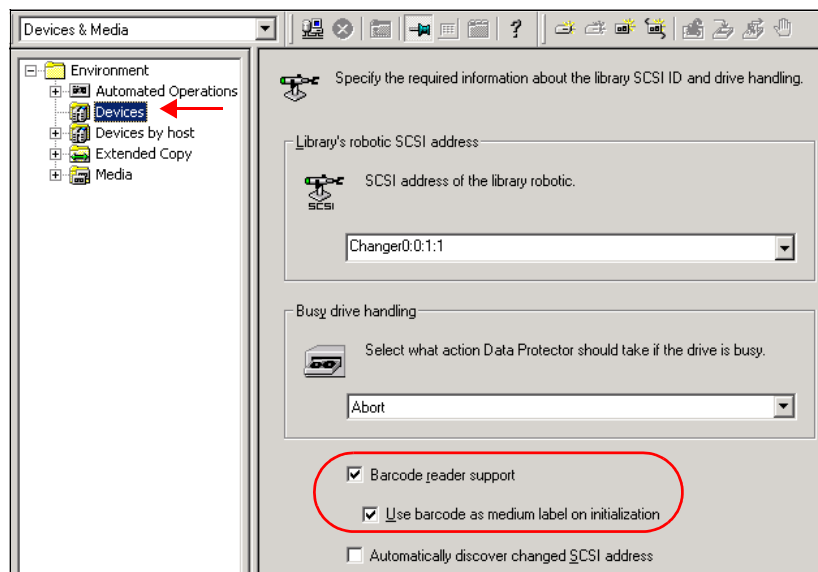 Devices & Media
?
Environment
Automated Operations
Devices
Devices by host
Extended Copy
Media
Specify the required information about the library SCSI ID and drive handling.
Library's robotic SCSI address
SCSI address of the library robotic.
SCSI
Changer0:0:1:1
Busy drive handling
Select what action Data Protector should take if the drive is busy.
Abort
Barcode reader support
Use barcode as medium label on initialization
Automatically discover changed SCSI address